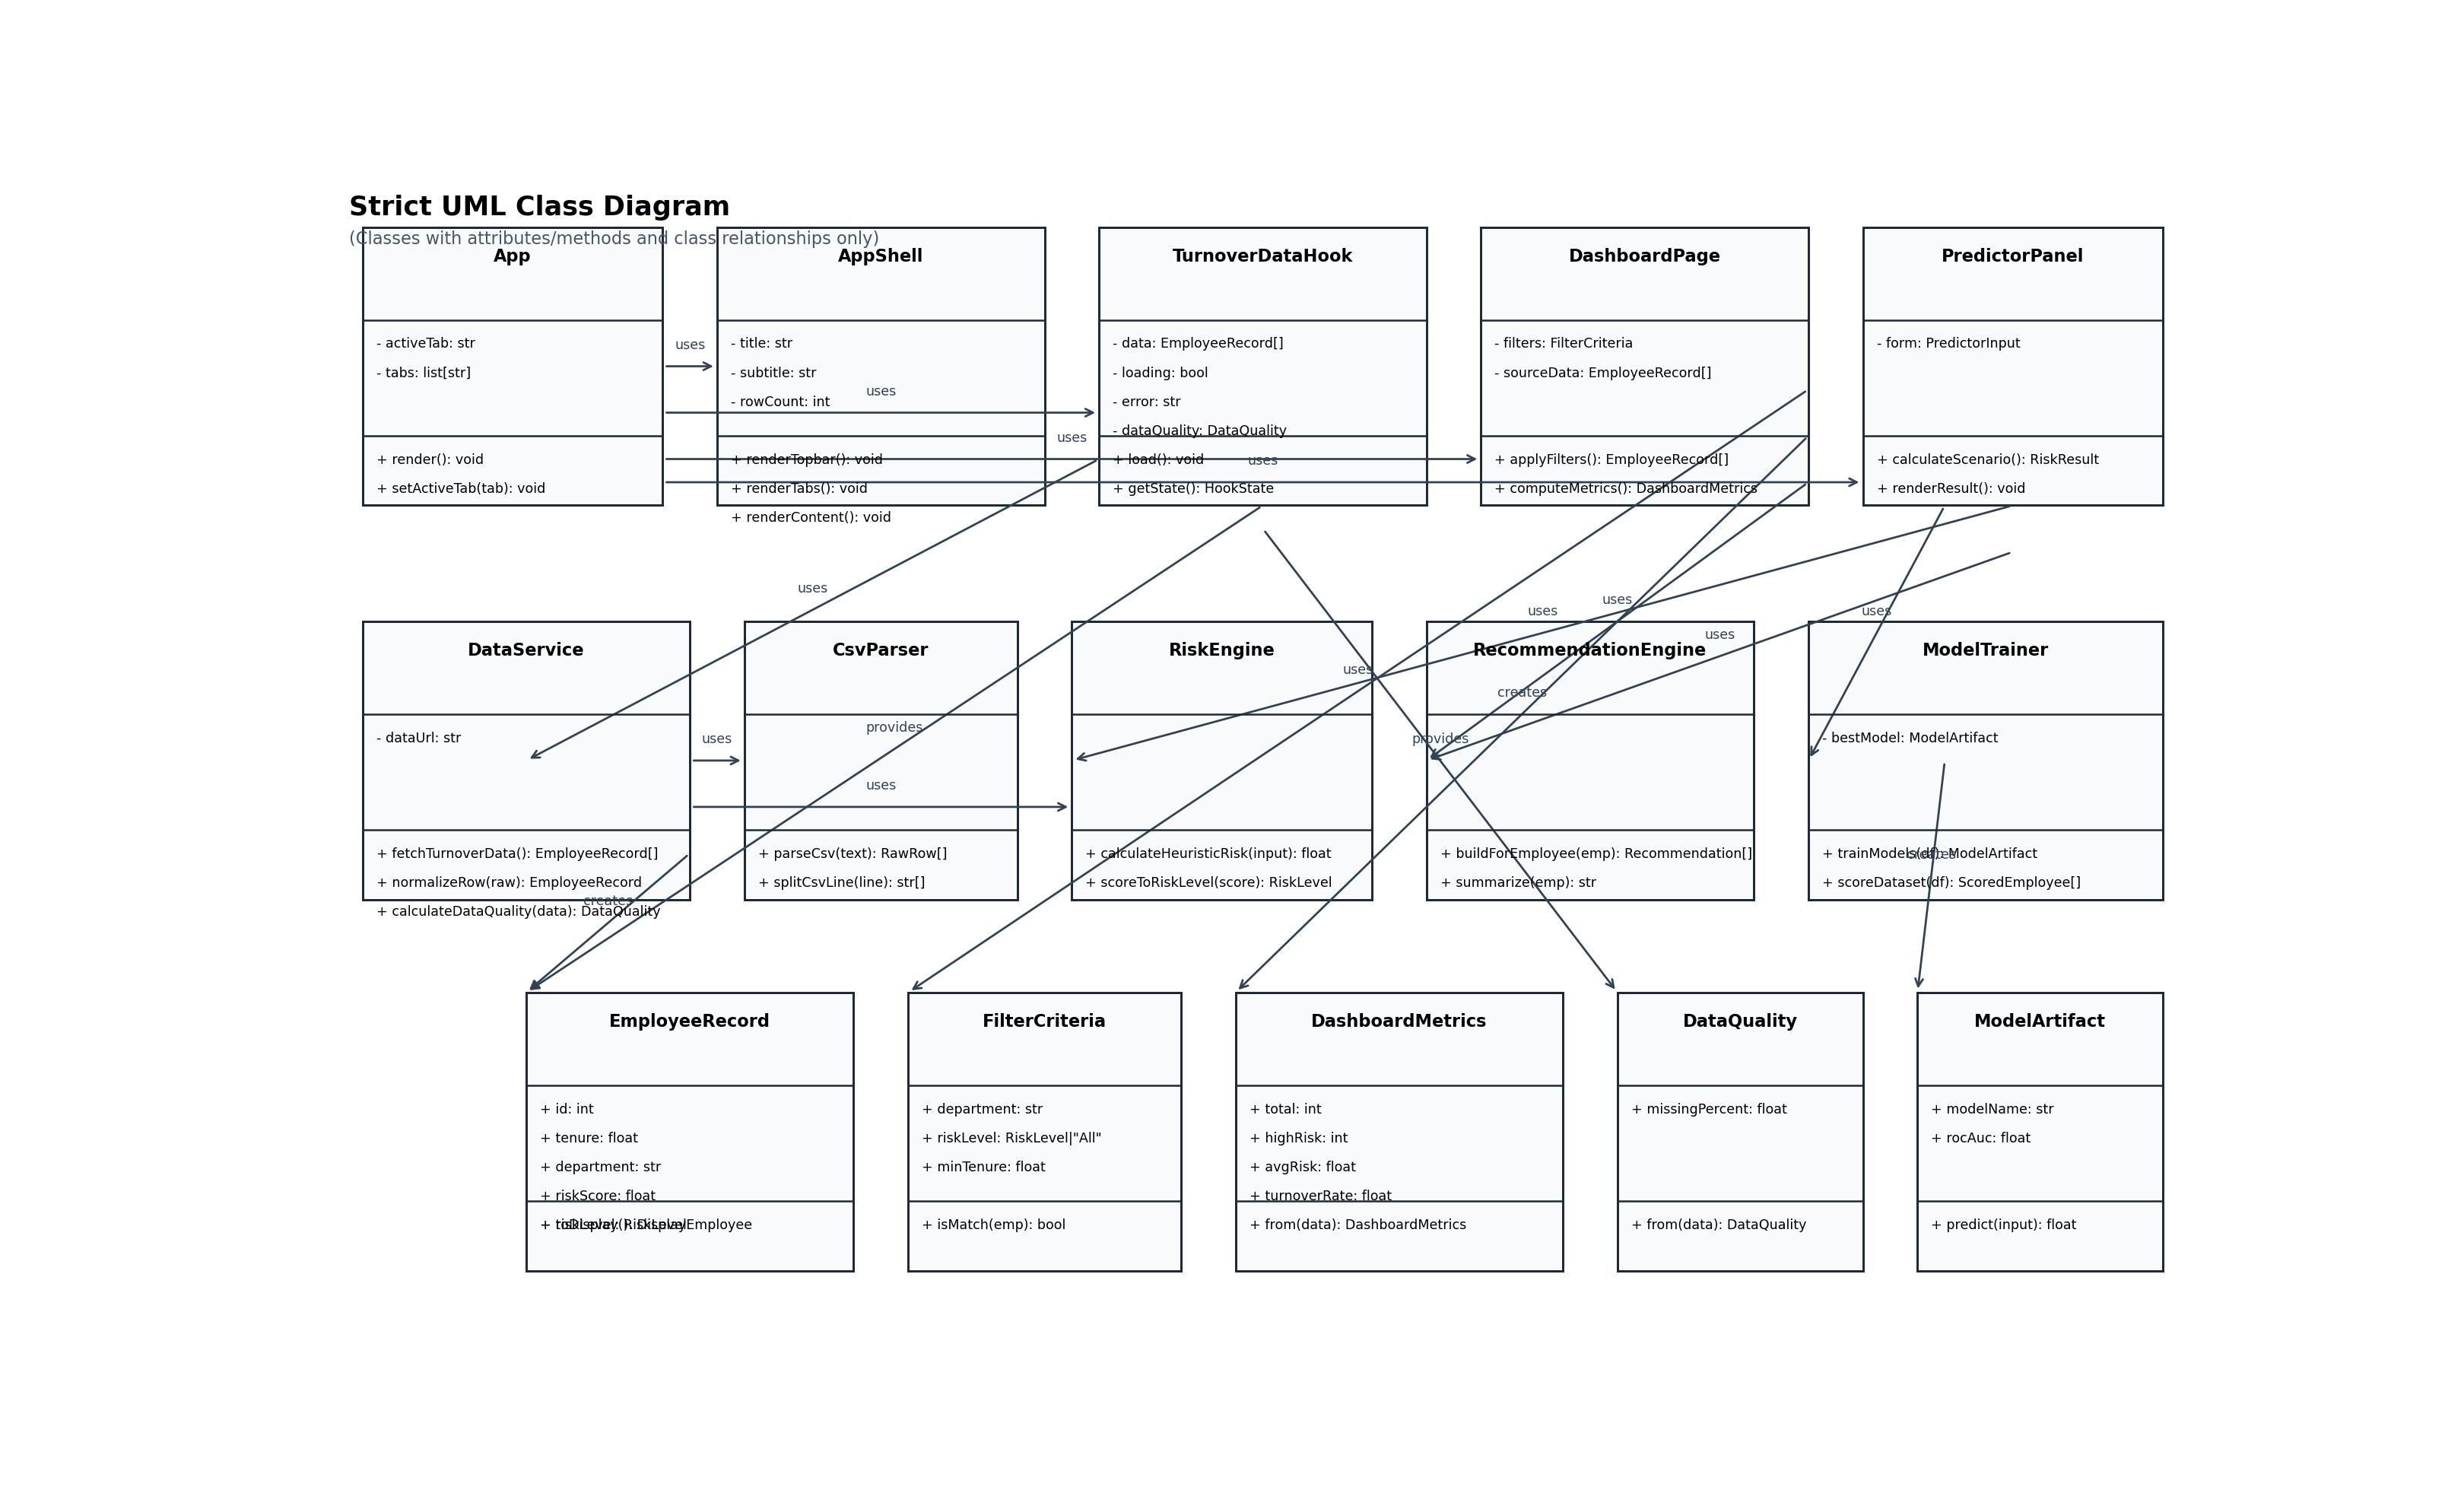 Strict UML Class Diagram
(Classes with attributes/methods and class relationships only)
App
- activeTab: str
- tabs: list[str]
+ render(): void
+ setActiveTab(tab): void
uses
AppShell
- title: str
- subtitle: str
uses
- rowCount: int
+ renderTopbar(): void
+ renderTabs(): void
+ renderContent(): void
uses
TurnoverDataHook
- data: EmployeeRecord[]
- loading: bool
- error: str
- dataQuality: DataQuality
+ load(): void
uses
+ getState(): HookState
DashboardPage
- filters: FilterCriteria
- sourceData: EmployeeRecord[]
+ applyFilters(): EmployeeRecord[]
+ computeMetrics(): DashboardMetrics
PredictorPanel
- form: PredictorInput
+ calculateScenario(): RiskResult
+ renderResult(): void
uses
uses
uses
uses
uses
uses
creates
provides
provides
DataService
- dataUrl: str
+ fetchTurnoverData(): EmployeeRecord[]
+ normalizeRow(raw): EmployeeRecord
+ calculateDataQuality(data): DataQuality
creates
uses
CsvParser
uses
+ parseCsv(text): RawRow[]
+ splitCsvLine(line): str[]
RiskEngine
+ calculateHeuristicRisk(input): float
+ scoreToRiskLevel(score): RiskLevel
RecommendationEngine
+ buildForEmployee(emp): Recommendation[]
+ summarize(emp): str
ModelTrainer
- bestModel: ModelArtifact
+ trainModels(df): ModelArtifact
creates
+ scoreDataset(df): ScoredEmployee[]
EmployeeRecord
+ id: int
+ tenure: float
+ department: str
+ riskScore: float
+ riskLevel: RiskLevel
+ toDisplay(): DisplayEmployee
FilterCriteria
+ department: str
+ riskLevel: RiskLevel|"All"
+ minTenure: float
+ isMatch(emp): bool
DashboardMetrics
+ total: int
+ highRisk: int
+ avgRisk: float
+ turnoverRate: float
+ from(data): DashboardMetrics
DataQuality
+ missingPercent: float
+ from(data): DataQuality
ModelArtifact
+ modelName: str
+ rocAuc: float
+ predict(input): float